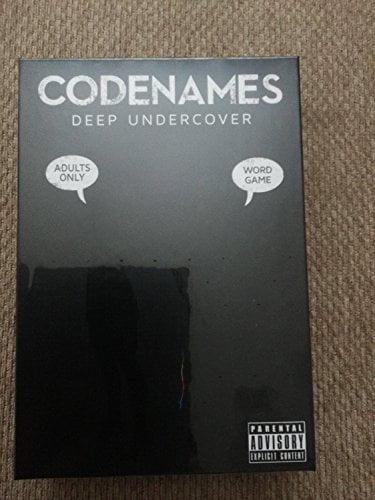 CODENAMES
DEEP UNDERCOVER
ADULTS
ONLY
WORD
GAME
PARENTAL
ADVISORY
EXPLICIT CONTENT